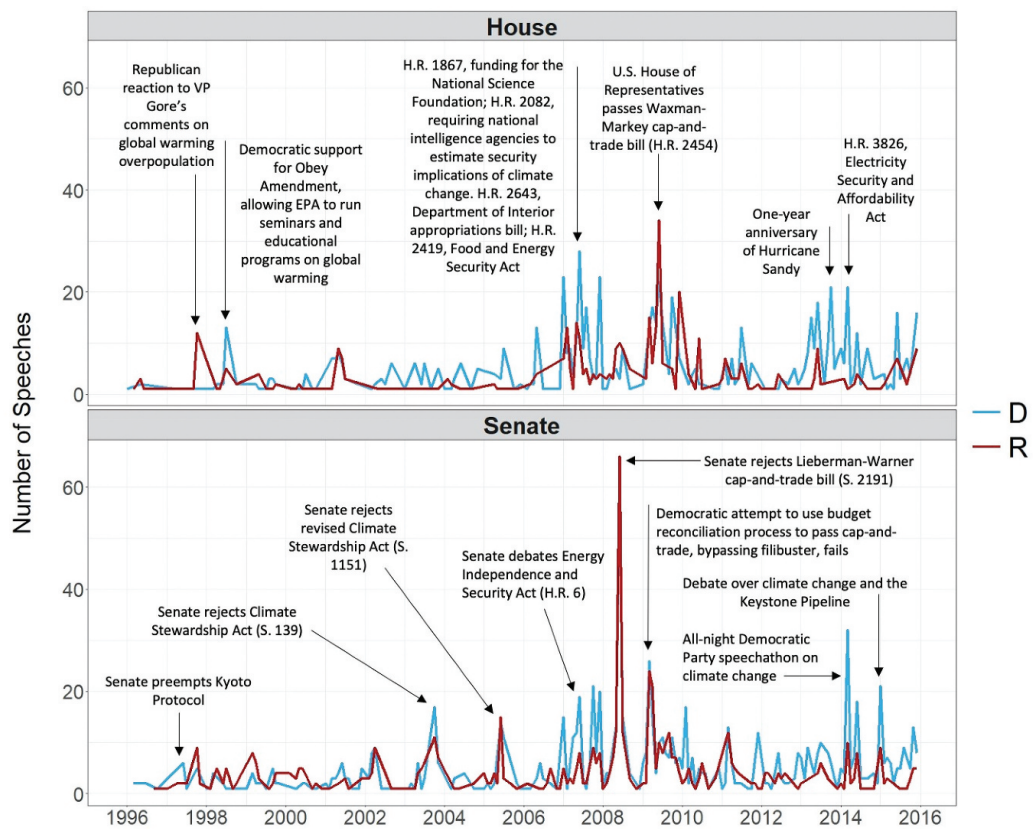 House
Republican
reaction to VP
Gore's
comments on
global warming
overpopulation
Democratic support
for Obey
Amendment,
allowing EPA to run
seminars and
educational
programs on global
warming
H.R. 1867, funding for the
National Science
Foundation; H.R. 2082,
requiring national
intelligence agencies to
estimate security
implications of climate
change. H.R. 2643,
Department of Interior
appropriations bill; H.R.
2419, Food and Energy
Security Act
U.S. House of
Representatives
passes Waxman-
Markey cap-and-
trade bill (H.R. 2454)
One-year
anniversary
of Hurricane
Sandy
H.R. 3826,
Electricity
Security and
Affordability
Act
60
40
20
0
Number of Speeches
D
R
Senate
Senate preempts Kyoto
Protocol
Senate rejects Climate
Stewardship Act (S. 139)
Senate rejects
revised Climate
Stewardship Act (S.
1151)
Senate debates Energy
Independence and
Security Act (H.R. 6)
Senate rejects Lieberman-Warner
cap-and-trade bill (S. 2191)
Democratic attempt to use budget
reconciliation process to pass cap-and-
trade, bypassing filibuster, fails
Debate over climate change and the
Keystone Pipeline
All-night Democratic
Party speechathon on
climate change
60
40
20
0
1996 1998 2000 2002 2004 2006 2008 2010 2012 2014 2016